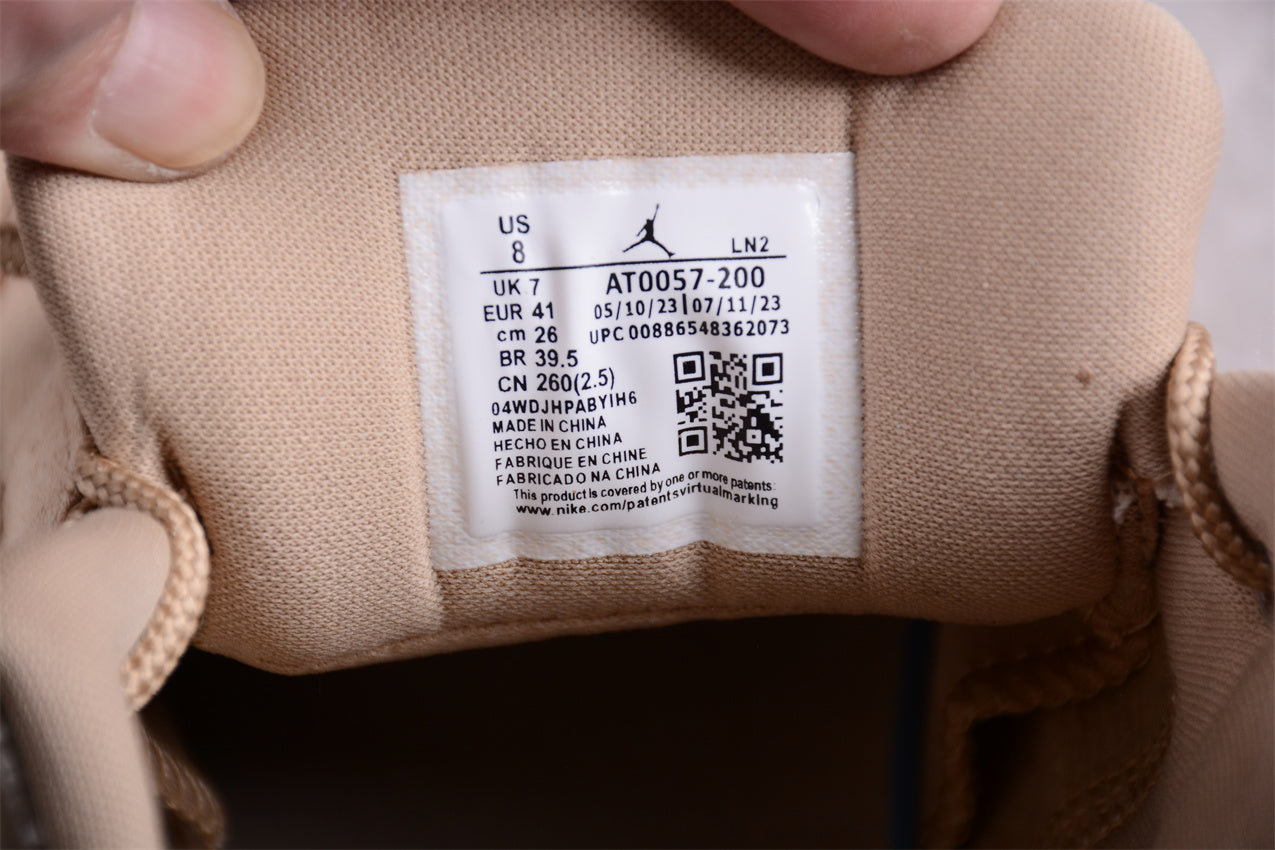 US
8
LN2
UK 7
AT0057-200
EUR 41
05/10/23|07/11/23
cm 26
UPC 00886548362073
BR 39.5
CN 260(2.5)
04WDJHPABYIH6
MADE IN CHINA
HECHO EN CHINA
FABRIQUE EN CHINE
FABRICADO NA CHINA
This product is covered by one or more patents:
www.nike.com/patentsvirtualmarking